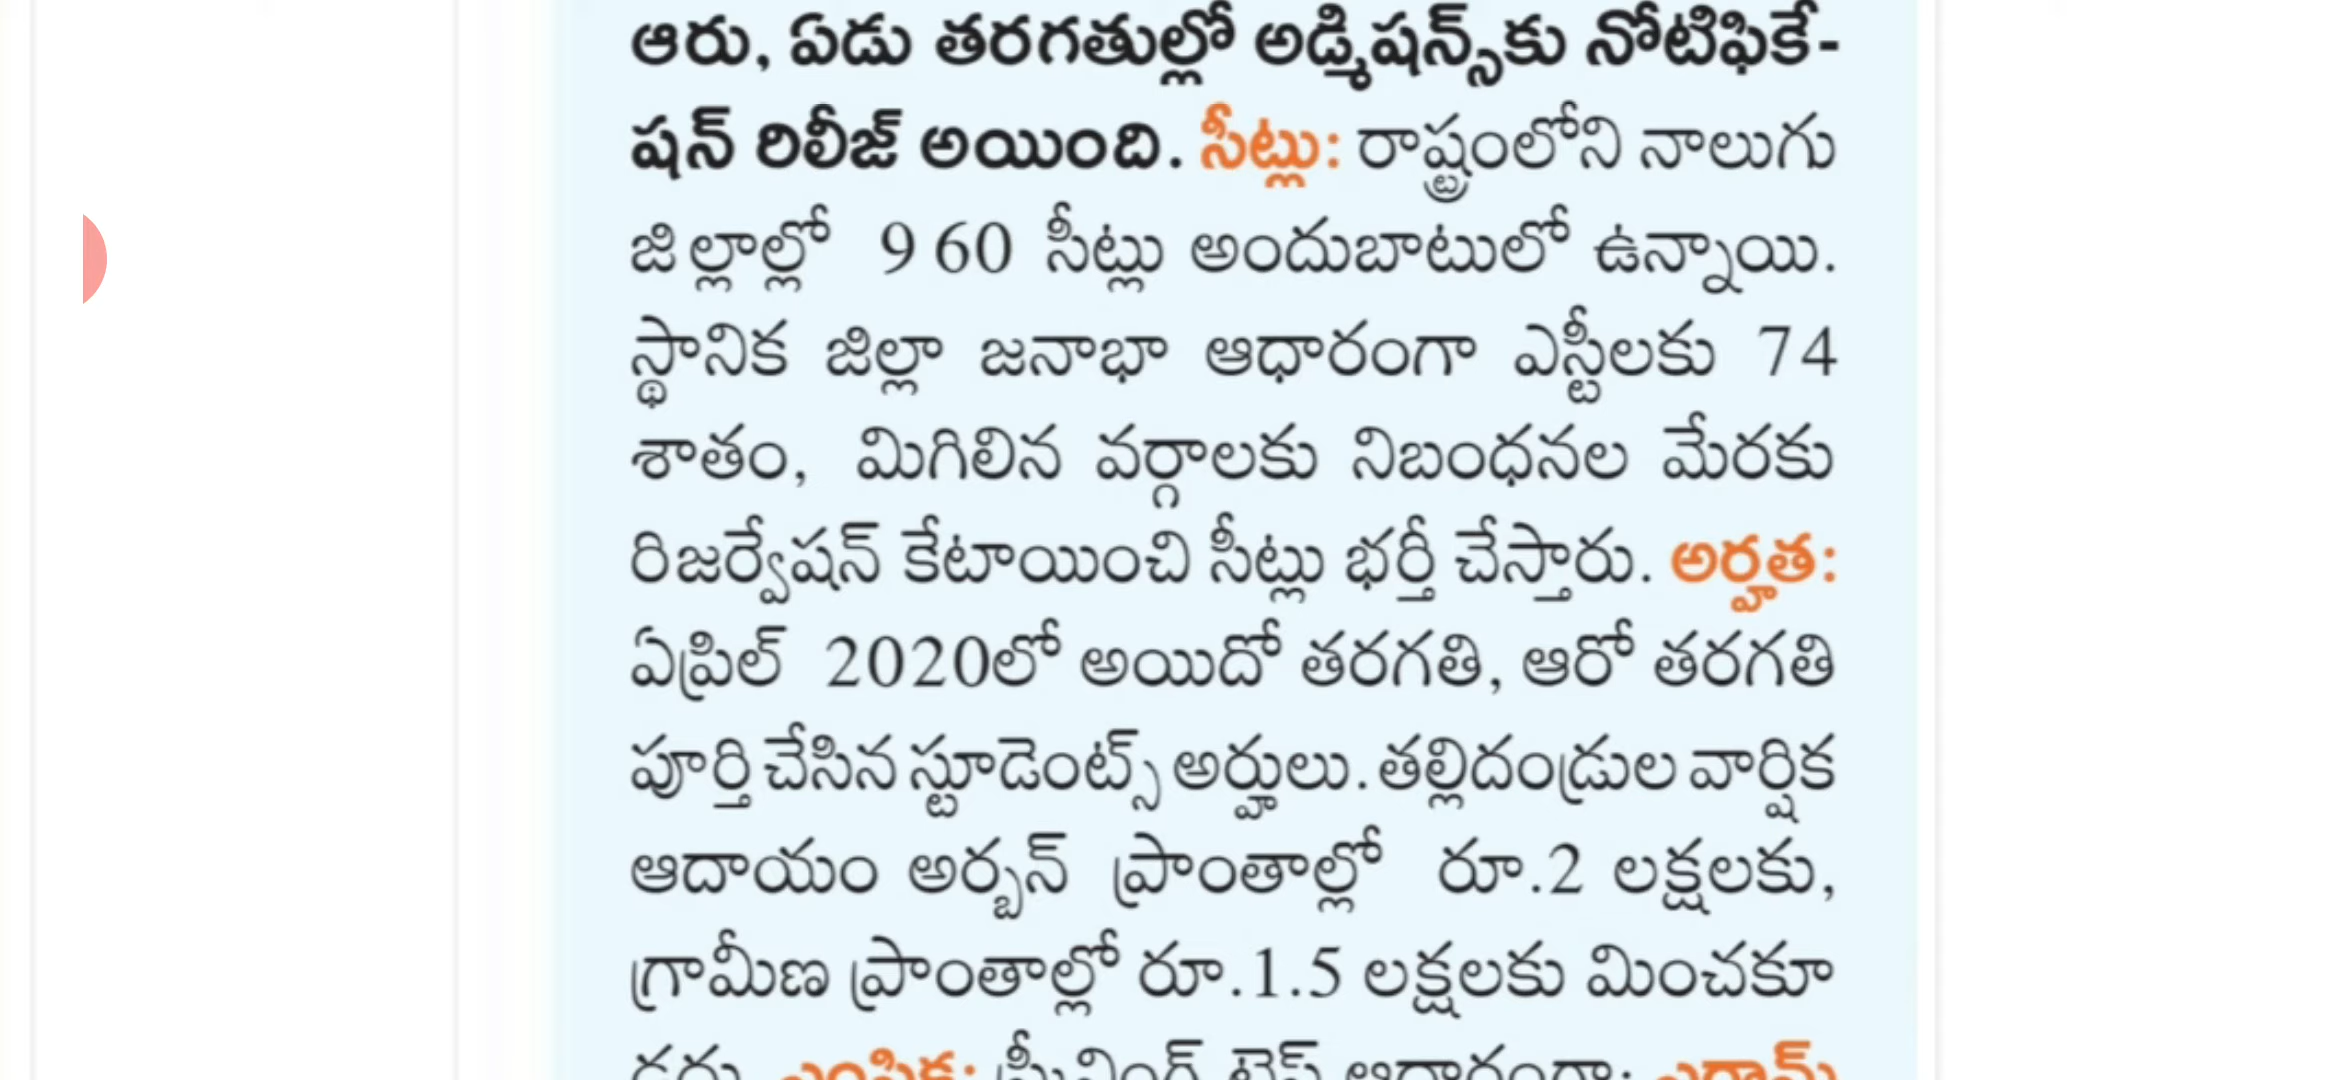 ఆరు, ఏడు తరగతుల్లో అడ్మిషన్స్‌కు నోటిఫికే-
షన్ రిలీజ్ అయింది. సీట్లు: రాష్ట్రంలోని నాలుగు
జిల్లాల్లో 960 సీట్లు అందుబాటులో ఉన్నాయి.
స్థానిక జిల్లా జనాభా ఆధారంగా ఎస్టీలకు 74
శాతం, మిగిలిన వర్గాలకు నిబంధనల మేరకు
రిజర్వేషన్ కేటాయించి సీట్లు భర్తీ చేస్తారు. అర్హత:
ఏప్రిల్ 2020లో అయిదో తరగతి, ఆరో తరగతి
పూర్తి చేసిన స్టూడెంట్స్ అర్హులు. తల్లిదండ్రుల వార్షిక
ఆదాయం అర్బన్ ప్రాంతాల్లో రూ.2 లక్షలకు,
గ్రామీణ ప్రాంతాల్లో రూ.1.5 లక్షలకు మించకూ